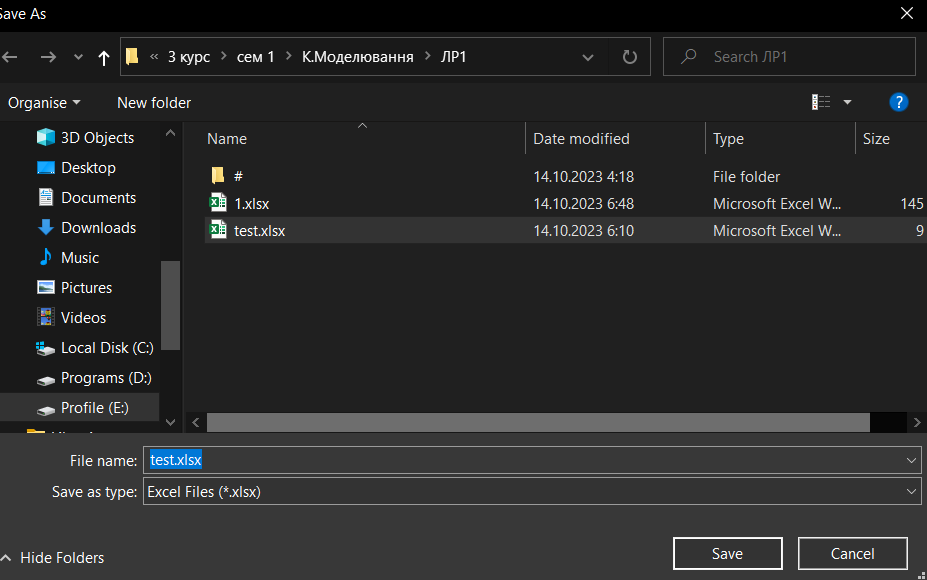 Save As
« 3 курс › сем 1 › К.Моделювання › ЛР1
Search ЛР1
Organise
New folder
?
3D Objects
Desktop
Documents
Downloads
Music
Pictures
Videos
Local Disk (C:)
Programs (D:)
Profile (E:)
Name Date modified Type Size
# 14.10.2023 4:18 File folder
1.xlsx 14.10.2023 6:48 Microsoft Excel W... 145
test.xlsx 14.10.2023 6:10 Microsoft Excel W... 9
File name: test.xlsx
Save as type: Excel Files (*.xlsx)
Hide Folders
Save
Cancel